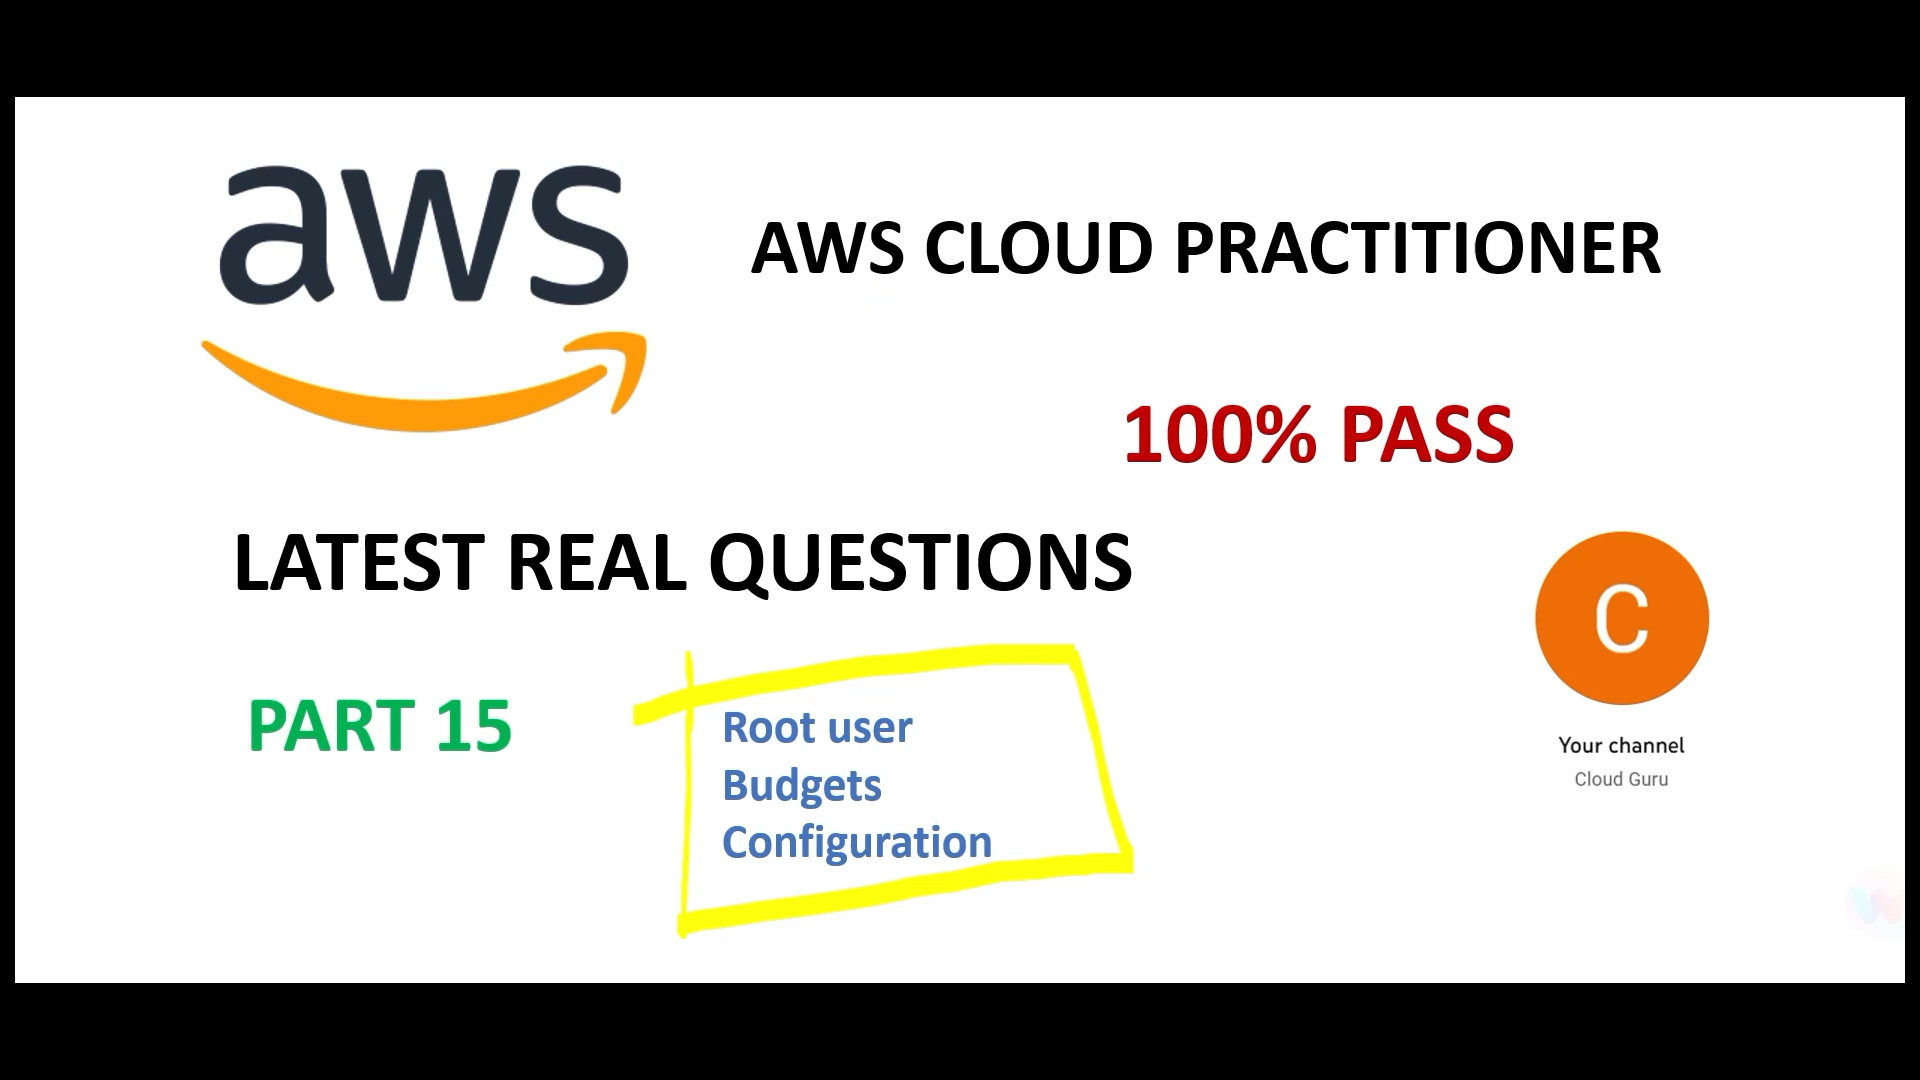 aws
AWS CLOUD PRACTITIONER
100% PASS
LATEST REAL QUESTIONS
C
PART 15
Root user
Budgets
Configuration
Your channel
Cloud Guru